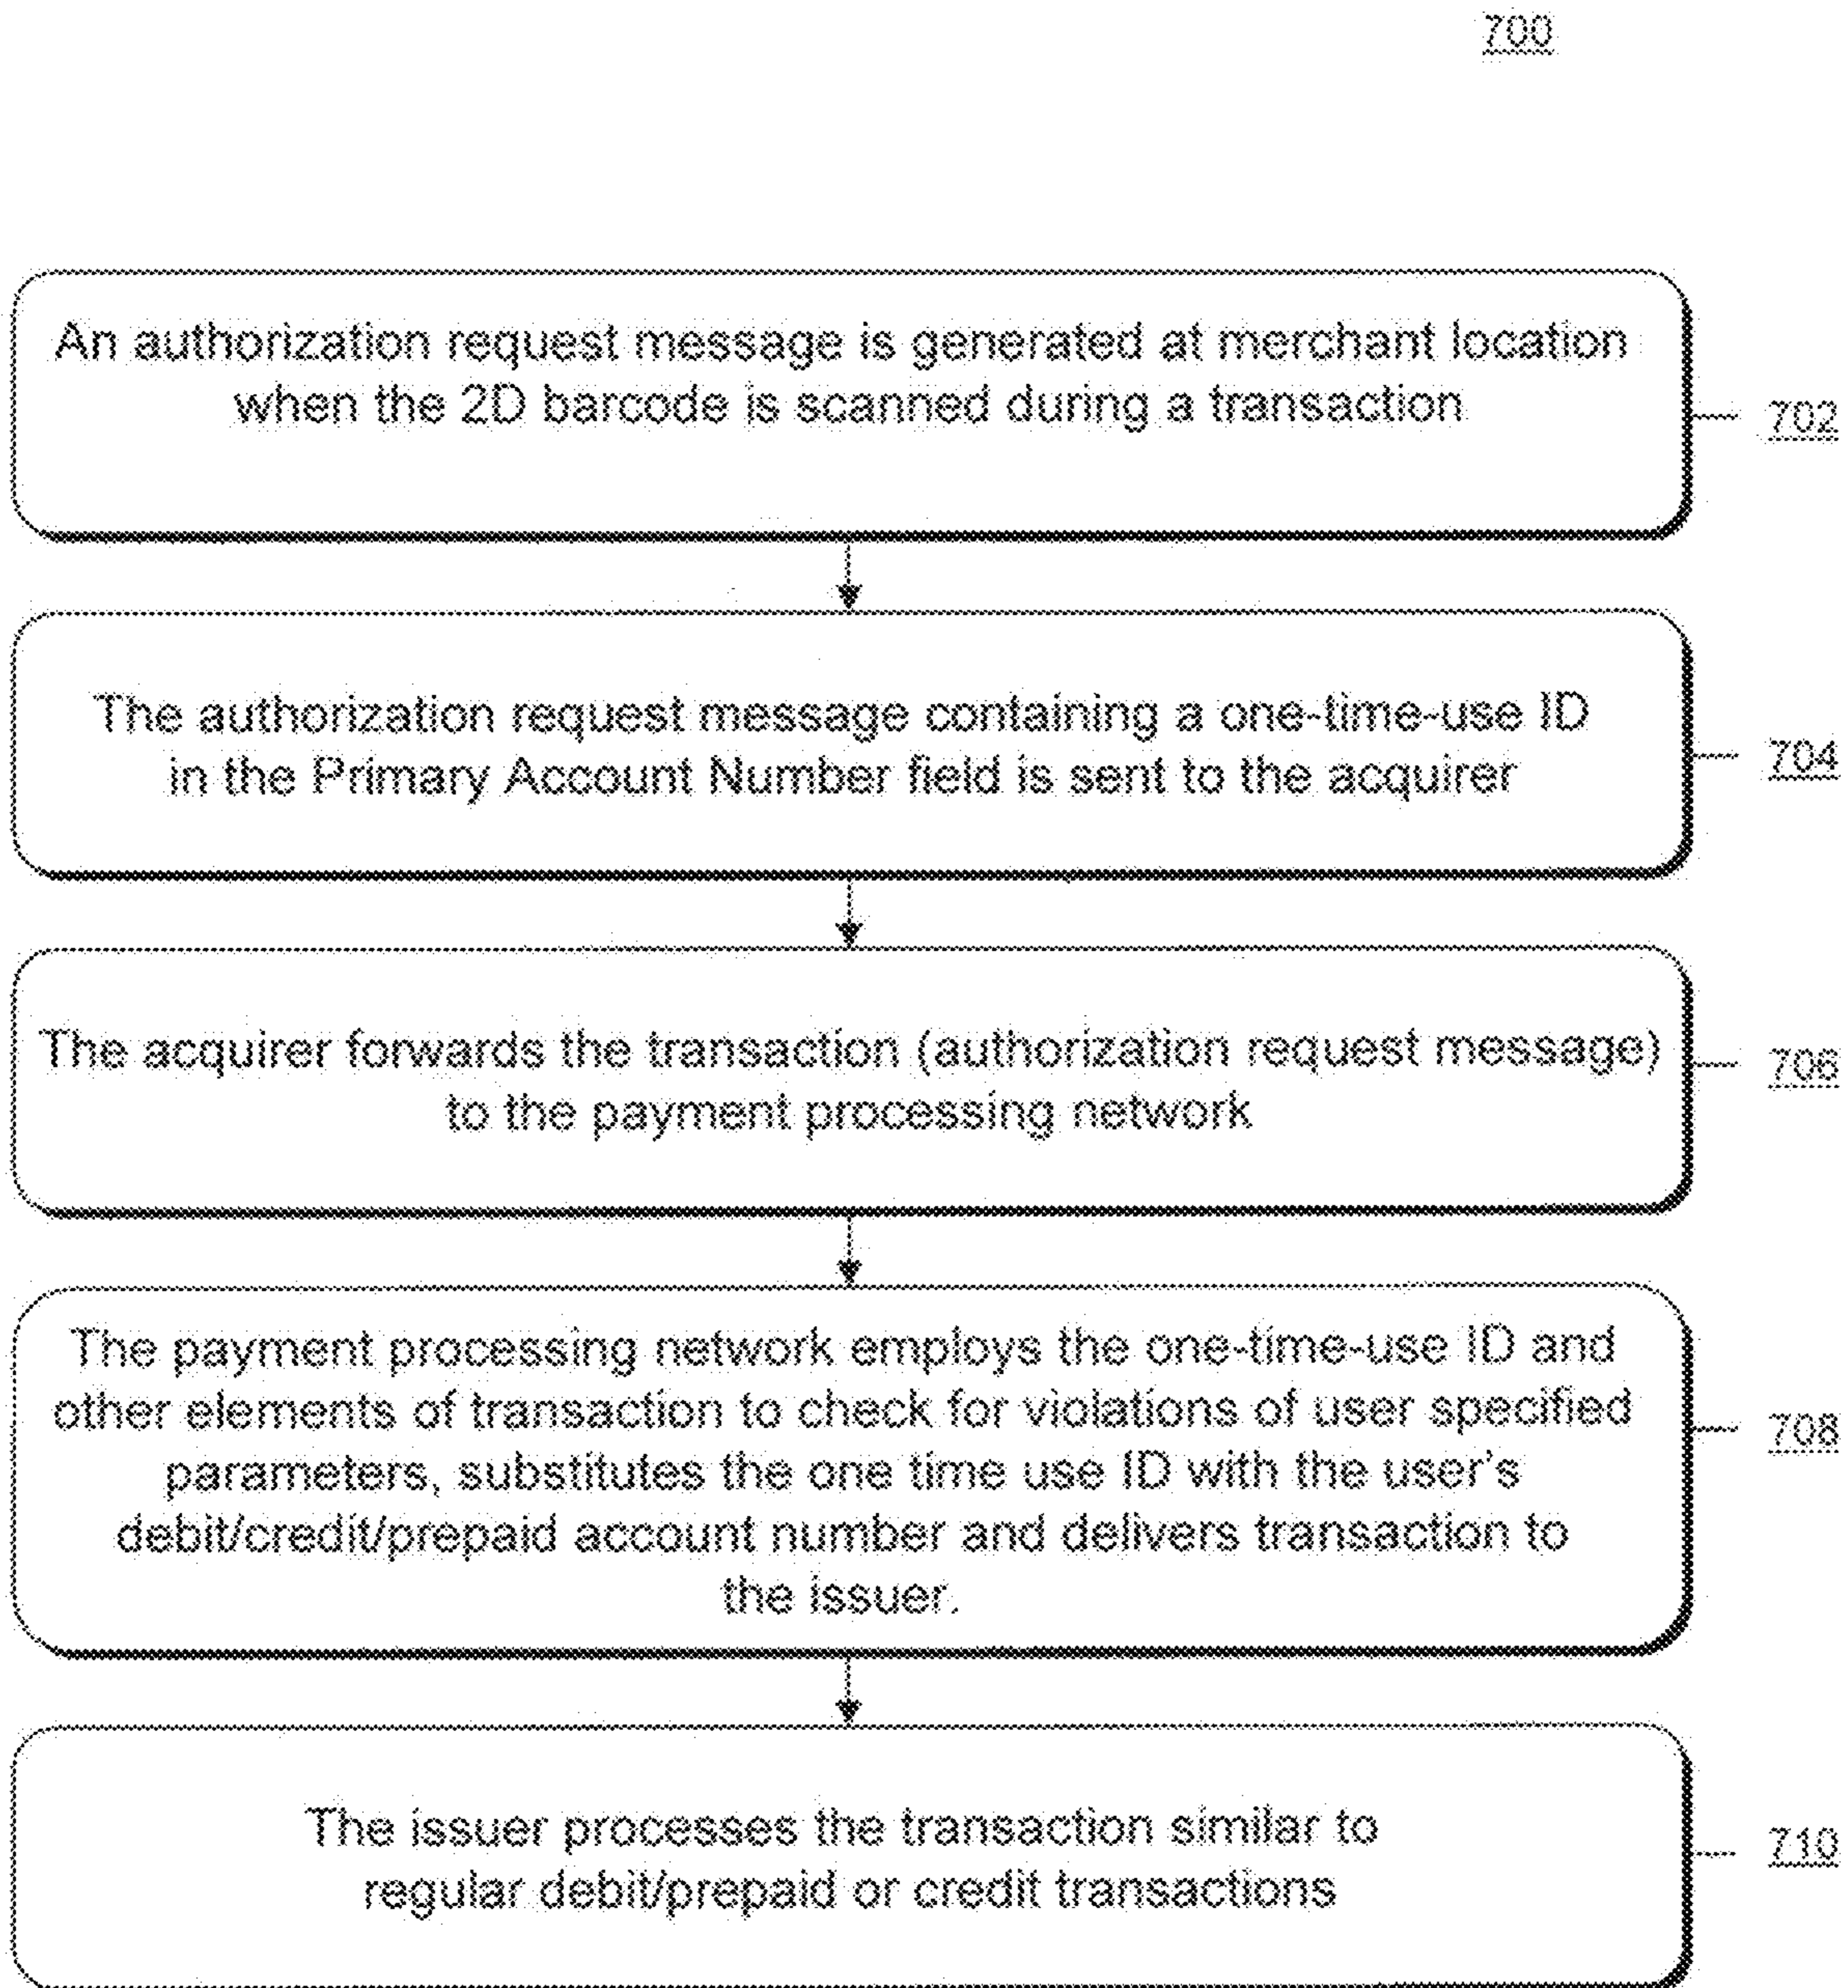 700
An authorization request message is generated at merchant location
when the 2D barcode is scanned during a transaction
702
The authorization request message containing a one-time-use ID
in the Primary Account Number field is sent to the acquirer
704
The acquirer forwards the transaction (authorization request message)
to the payment processing network
706
The payment processing network employs the one-time-use ID and
other elements of transaction to check for violations of user specified
parameters, substitutes the one time use ID with the user's
debit/credit/prepaid account number and delivers transaction to
the issuer.
708
The issuer processes the transaction similar to
regular debit/prepaid or credit transactions
710